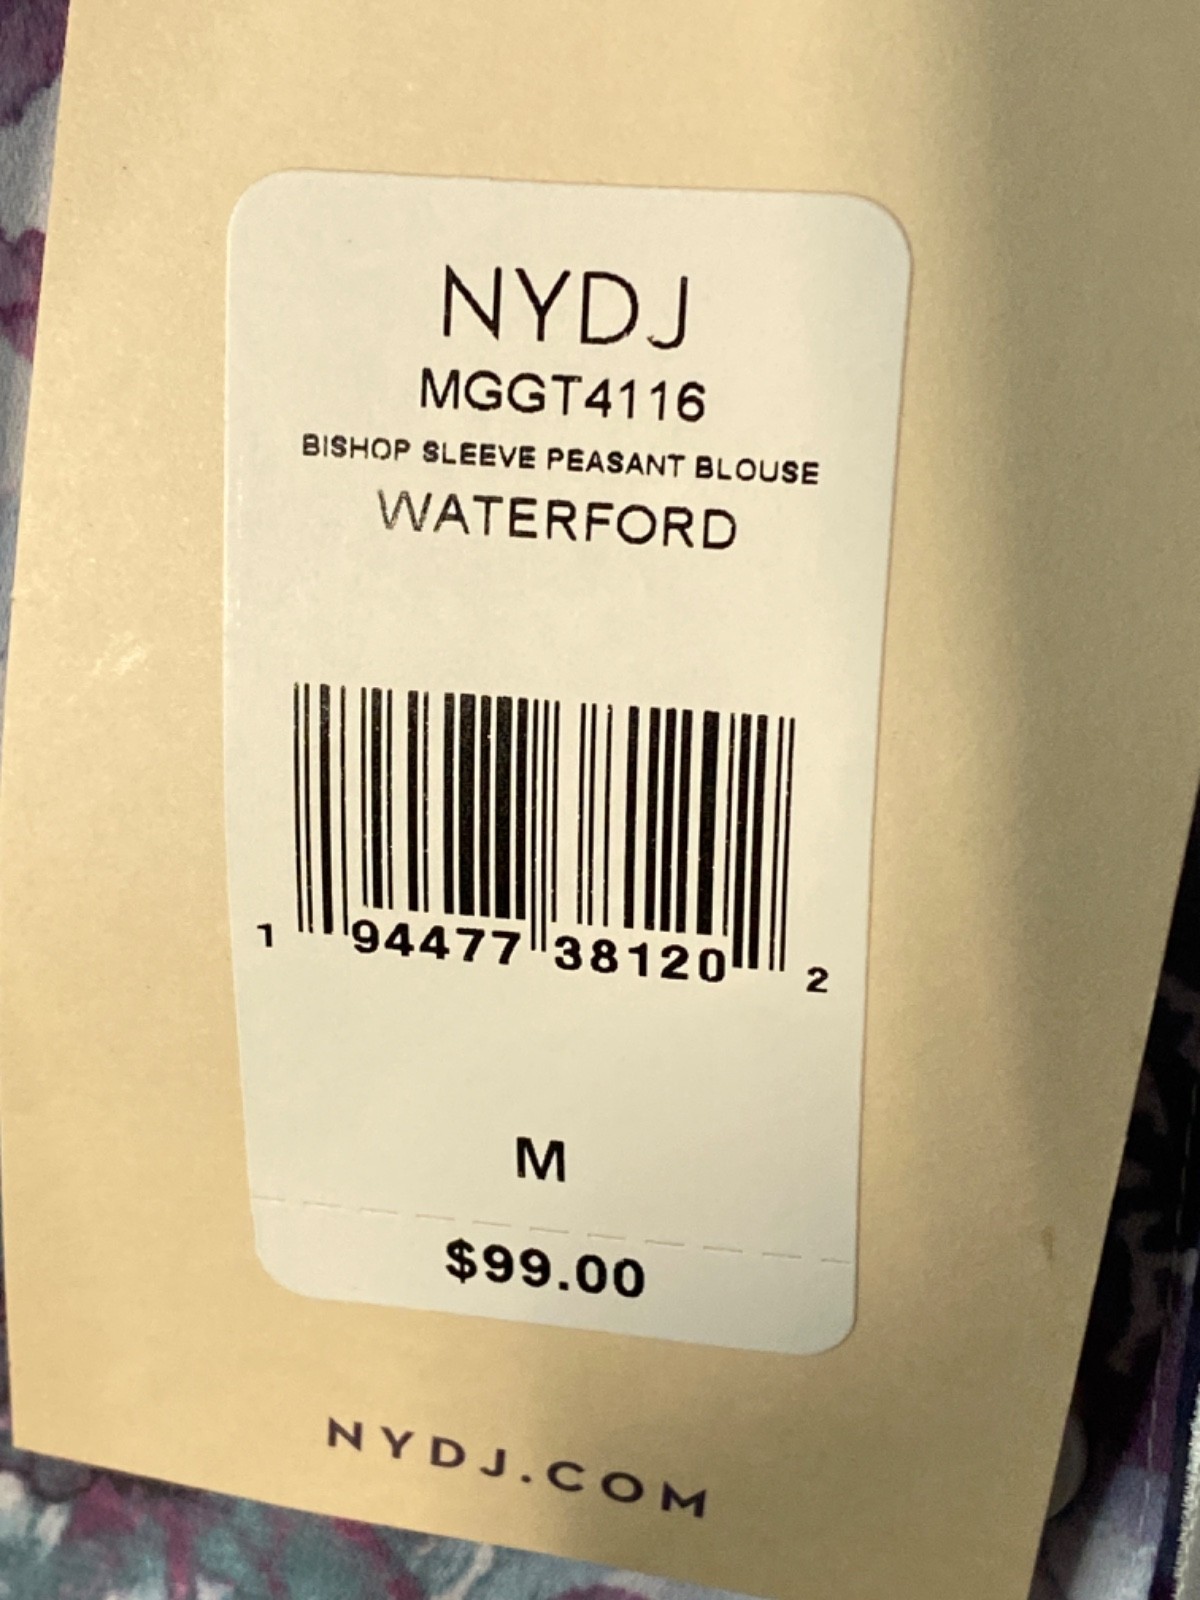 NYDJ
MGGT4116
BISHOP SLEEVE PEASANT BLOUSE
WATERFORD
1 94477 38120 2
M
$99.00
NYDJ.COM